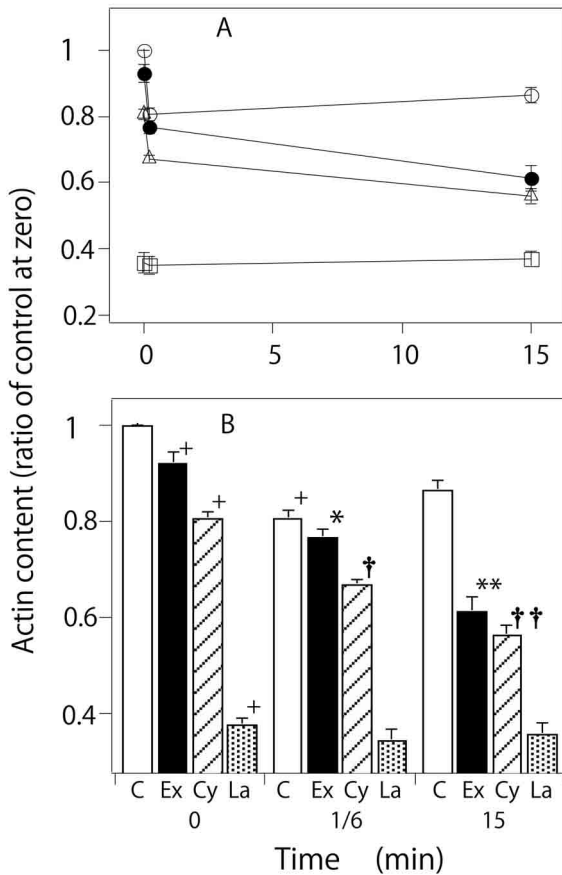 Actin content (ratio of control at zero)
A
1
0.8
0.6
0.4
0.2
0 5 10 15
B
1
0.8
0.6
0.4
+ + +
+ * †
** † †
C Ex Cy La C Ex Cy La C Ex Cy La
0 1/6 15
Time (min)